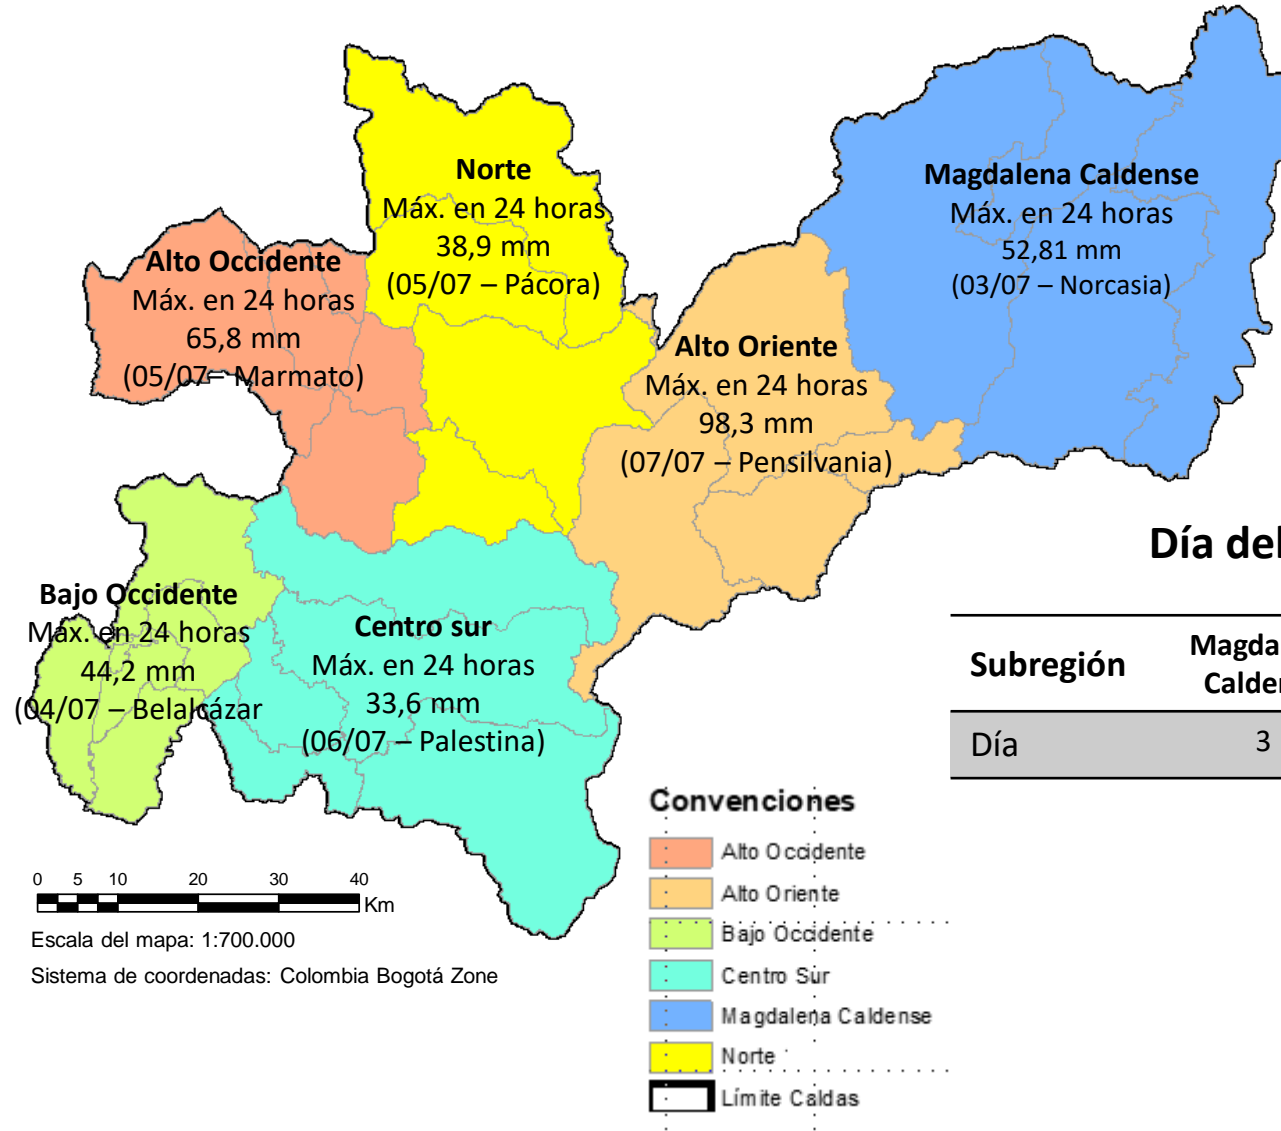 Norte
Máx. en 24 horas
38,9 mm
(05/07 – Pácora)
Magdalena Caldense
Máx. en 24 horas
52,81 mm
(03/07 – Norcasia)
Alto Occidente
Máx. en 24 horas
65,8 mm
(05/07– Marmato)
Alto Oriente
Máx. en 24 horas
98,3 mm
(07/07 – Pensilvania)
Bajo Occidente
Máx. en 24 horas
44,2 mm
(04/07 – Belalcázar
Centro sur
Máx. en 24 horas
33,6 mm
(06/07 – Palestina)
Día del
Subregión
Magda
Calde
Día
3
Convenciones
Alto Occidente
Alto Oriente
Bajo Occidente
Centro Sur
Magdalena Caldense
Norte
Límite Caldas
0 5 10 20 30 40
Km
Escala del mapa: 1:700.000
Sistema de coordenadas: Colombia Bogotá Zone